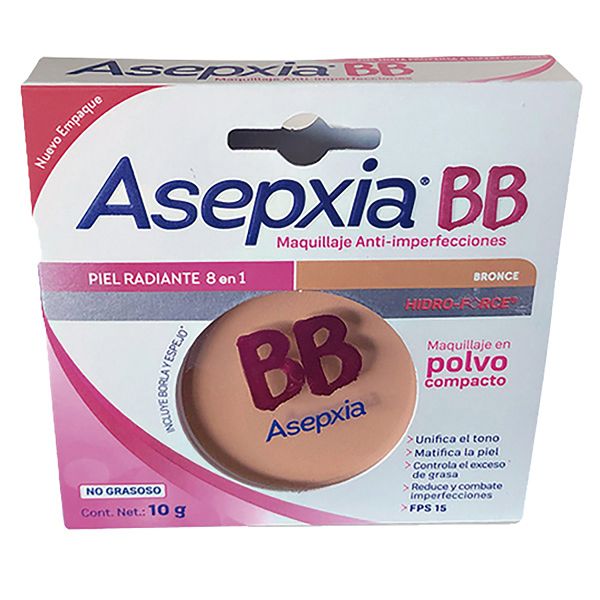 Asepxia BB
Nuevo Empaque
Asepxia® BB
Maquillaje Anti-imperfecciones
PIEL RADIANTE 8 en 1
BRONCE
HIDRO-FORCE®
INCLUYE BORLA Y ESPEJO*
BB
Asepxia
Maquillaje en
polvo
compacto
> Unifica el tono
> Matifica la piel
> Controla el exceso
de grasa
> Reduce y combate
imperfecciones
> FPS 15
NO GRASOSO
Cont. Net.: 10 g